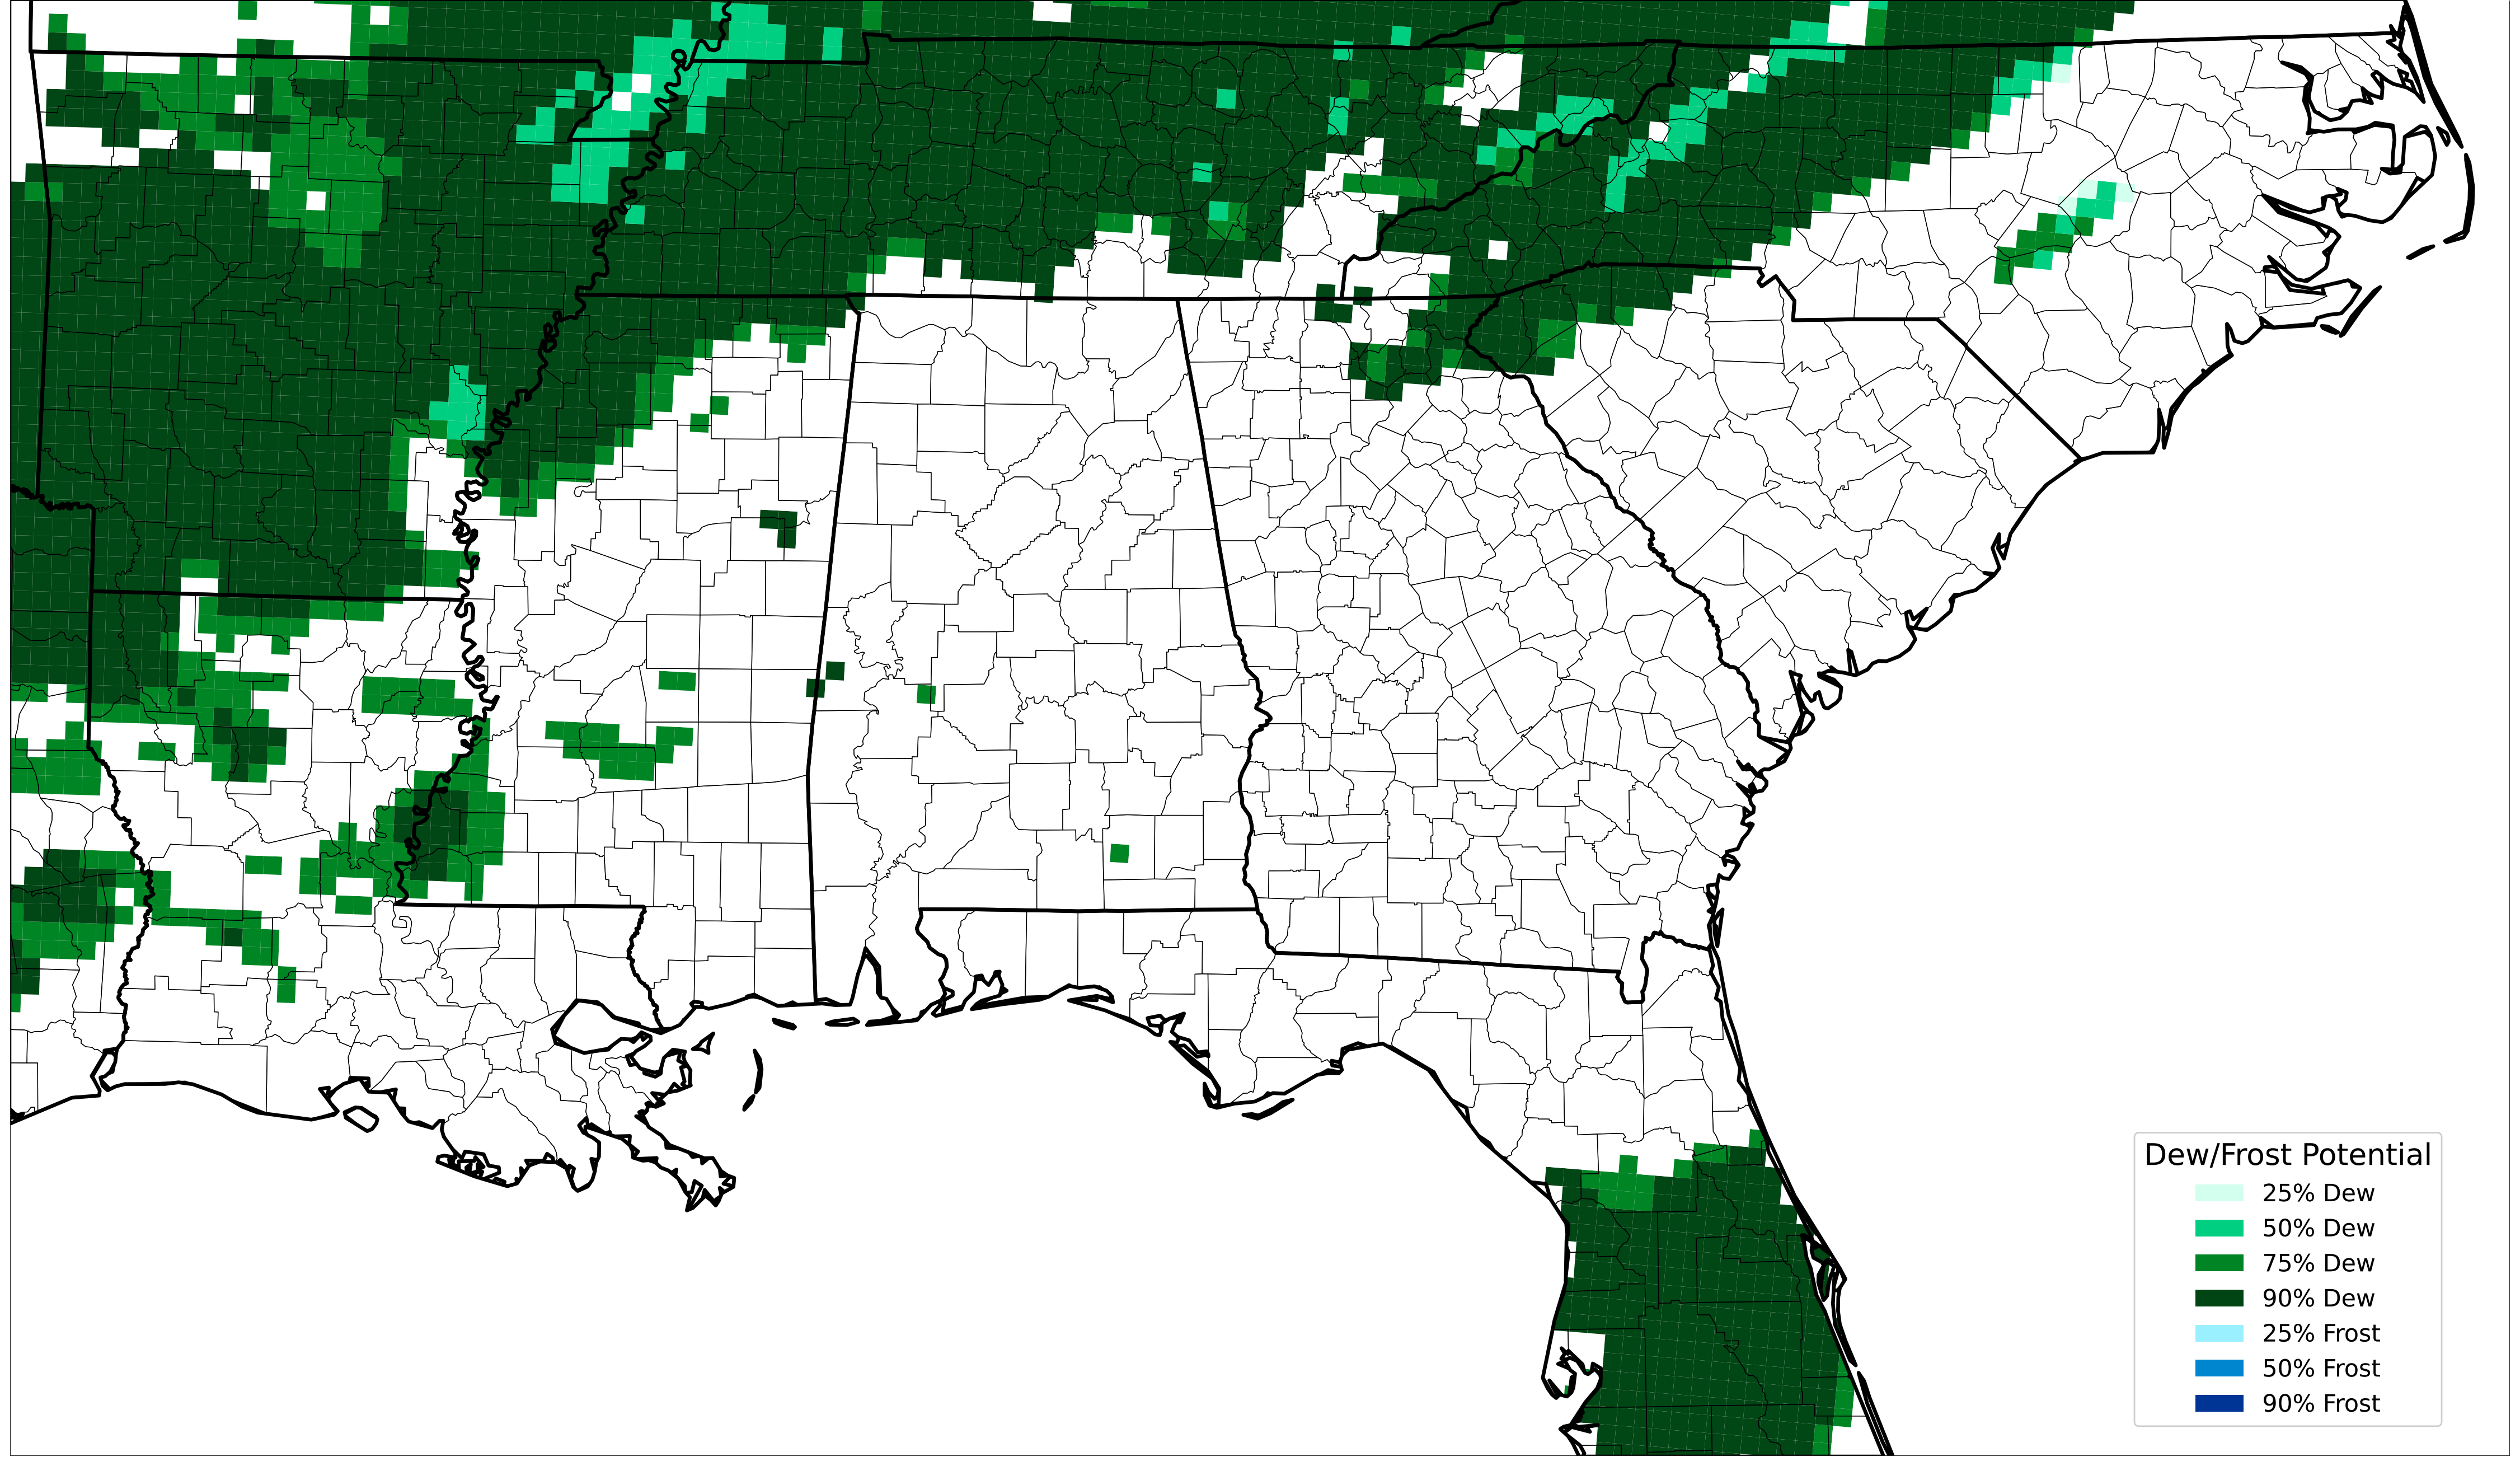 Dew/Frost Potential
25% Dew
50% Dew
75% Dew
90% Dew
25% Frost
50% Frost
90% Frost